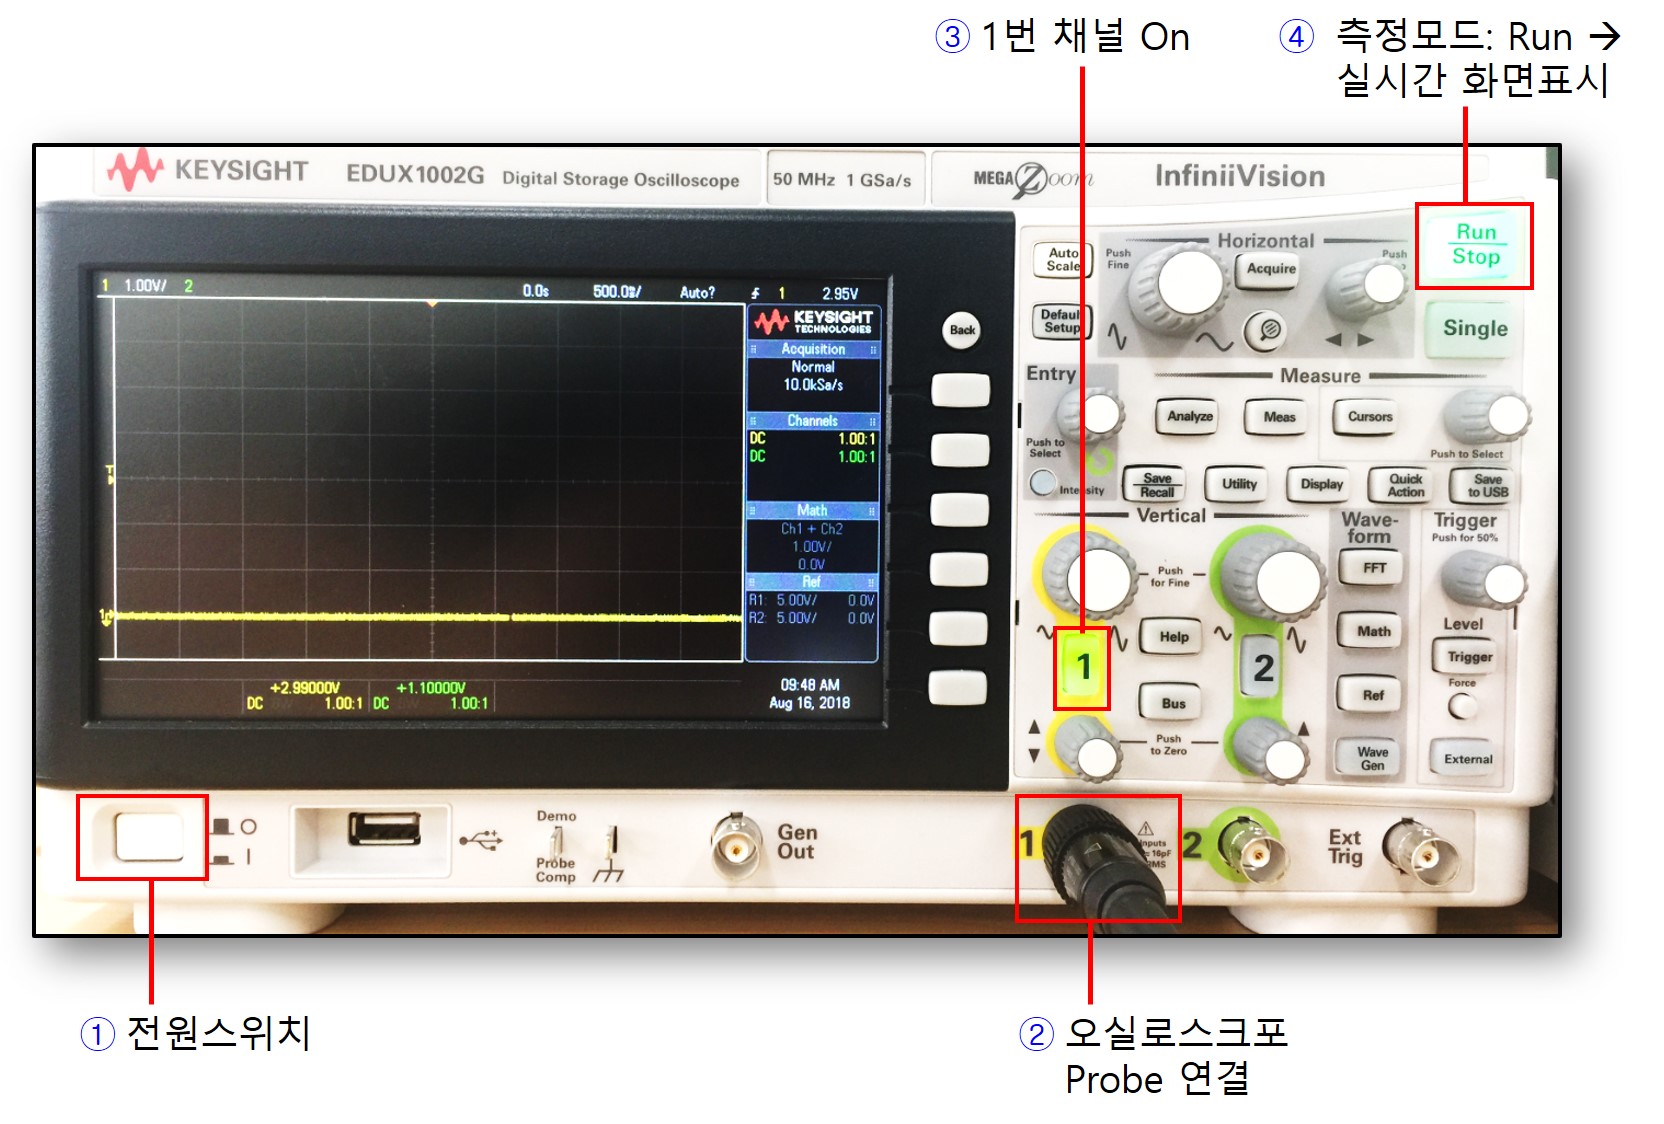 ③ 1번 채널 On
④ 측정모드: Run →
실시간 화면표시
KEYSIGHT EDUX1002G Digital Storage Oscilloscope 50 MHz 1 GSa/s MEGA Zoom InfiniiVision
1 1.00V/ 2 0.0s Auto? 1 2.95V
KEYSIGHT
TECHNOLOGIES
Acquisition
Normal
10.0kSa/s
Channels
DC 1.00:1
DC 1.00:1
Math
Ch1 + Ch2
1.00V/
0.0V
Ref
R1: 5.00V/ 0.0V
R2: 5.00V/ 0.0V
+2.99000V +1.10000V
DC 1.00:1 DC 1.00:1
09:48 AM
Aug 16, 2018
Back
Auto
Scale
Push
Fine
Horizontal
Acquire
Push
Run
Stop
Default
Setup
Single
Entry
Measure
Analyze Meas Cursors
Push to
Select
Push to Select
Intensity
Save
Recall
Utility
Display
Quick
Action
Save
to USB
Vertical
Wave-
form
Trigger
Push for 50%
Push
for Fine
FFT
1
Help
2
Math
Level
Trigger
Bus
Ref
Force
Push
to Zero
Wave
Gen
External
Demo
Probe
Comp
Gen
Out
1
2
Ext
Trig
① 전원스위치
② 오실로스크포
Probe 연결